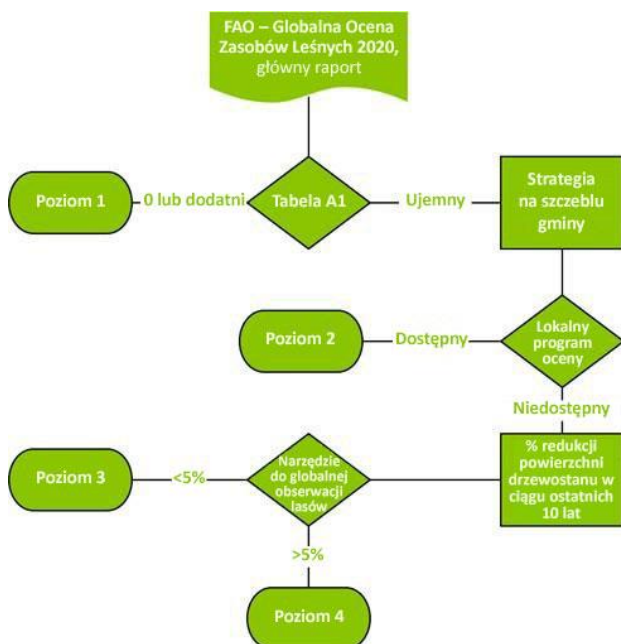 FAO – Globalna Ocena
Zasobów Leśnych 2020,
główny raport
Poziom 1
0 lub dodatni
Tabela A1
Ujemny
Strategia
na szczeblu
gminy
Poziom 2
Dostępny
Lokalny
program
oceny
Niedostępny
Poziom 3
<5%
Narzędzie
do globalnej
obserwacji
lasów
% redukcji
powierzchni
drzewostanu w
ciągu ostatnich
10 lat
>5%
Poziom 4